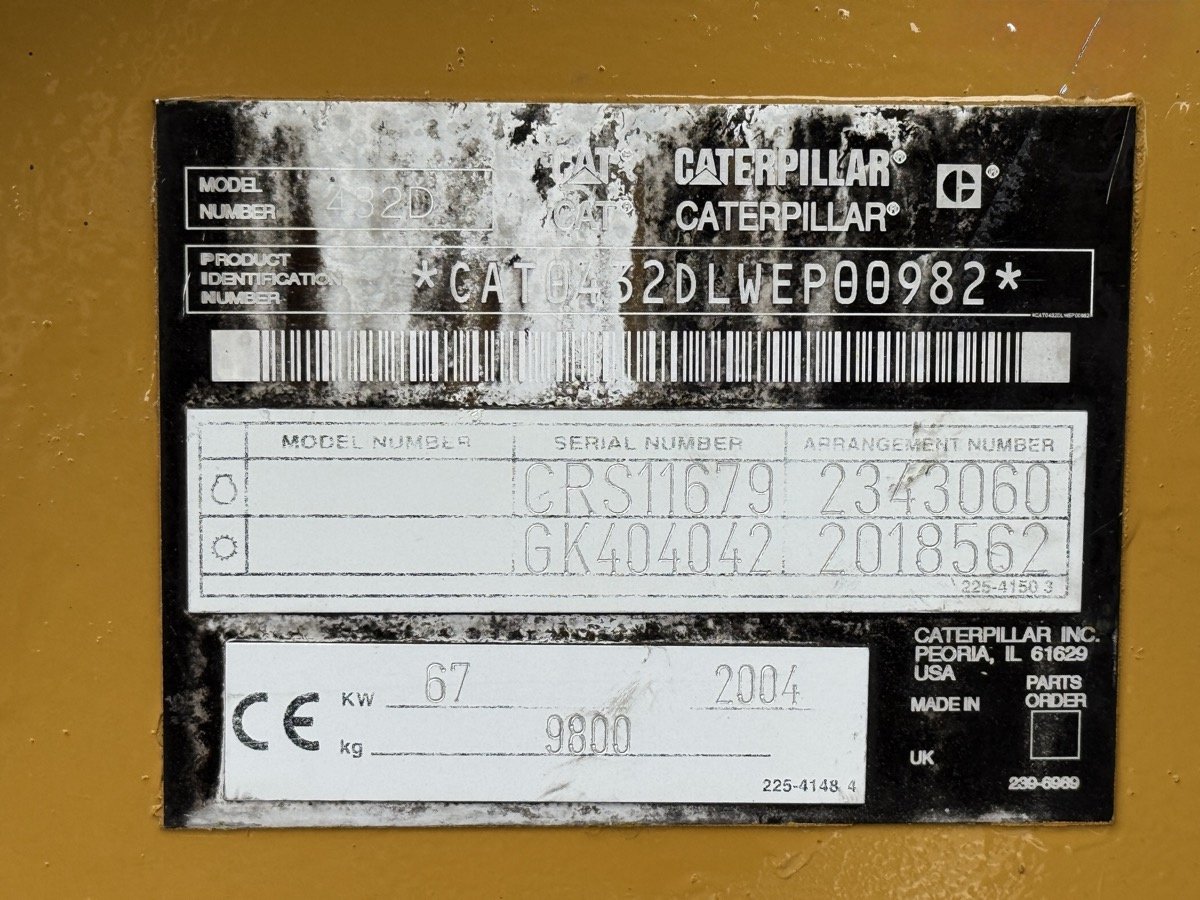 MODEL
NUMBER 432D
CAT® CATERPILLAR® ®
CAT® CATERPILLAR®
PRODUCT
IDENTIFICATION
NUMBER
*CAT0432DLWEP00982*
*CAT0432DLWEP00982
MODEL NUMBER SERIAL NUMBER ARRANGEMENT NUMBER
CRS11679 2343060
GK404042 2018562
225-4150 3
CE KW 67 2004
kg 9800
225-4148 4
CATERPILLAR INC.
PEORIA, IL 61629
USA
MADE IN
UK
PARTS
ORDER
239-6969